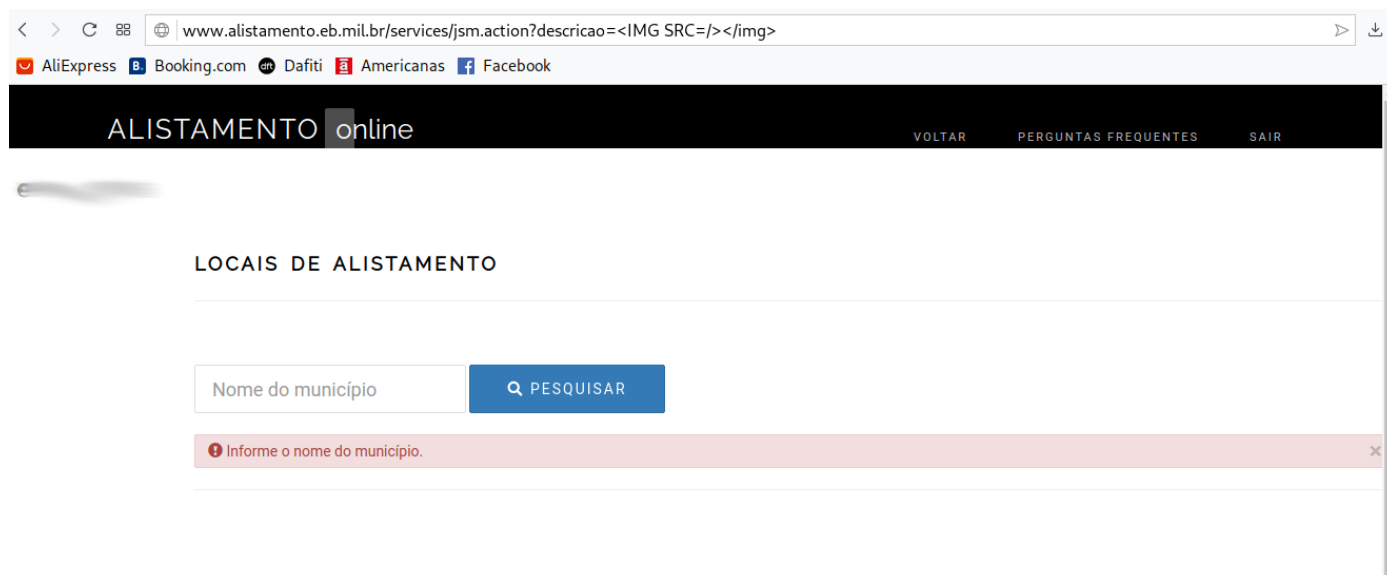 www.alistamento.eb.mil.br/services/jsm.action?descricao=<IMG SRC=/></img>
AliExpress B. Booking.com dft Dafiti a Americanas f Facebook
ALISTAMENTO online
VOLTAR PERGUNTAS FREQUENTES SAIR
LOCAIS DE ALISTAMENTO
Nome do município PESQUISAR
Informe o nome do município. ×